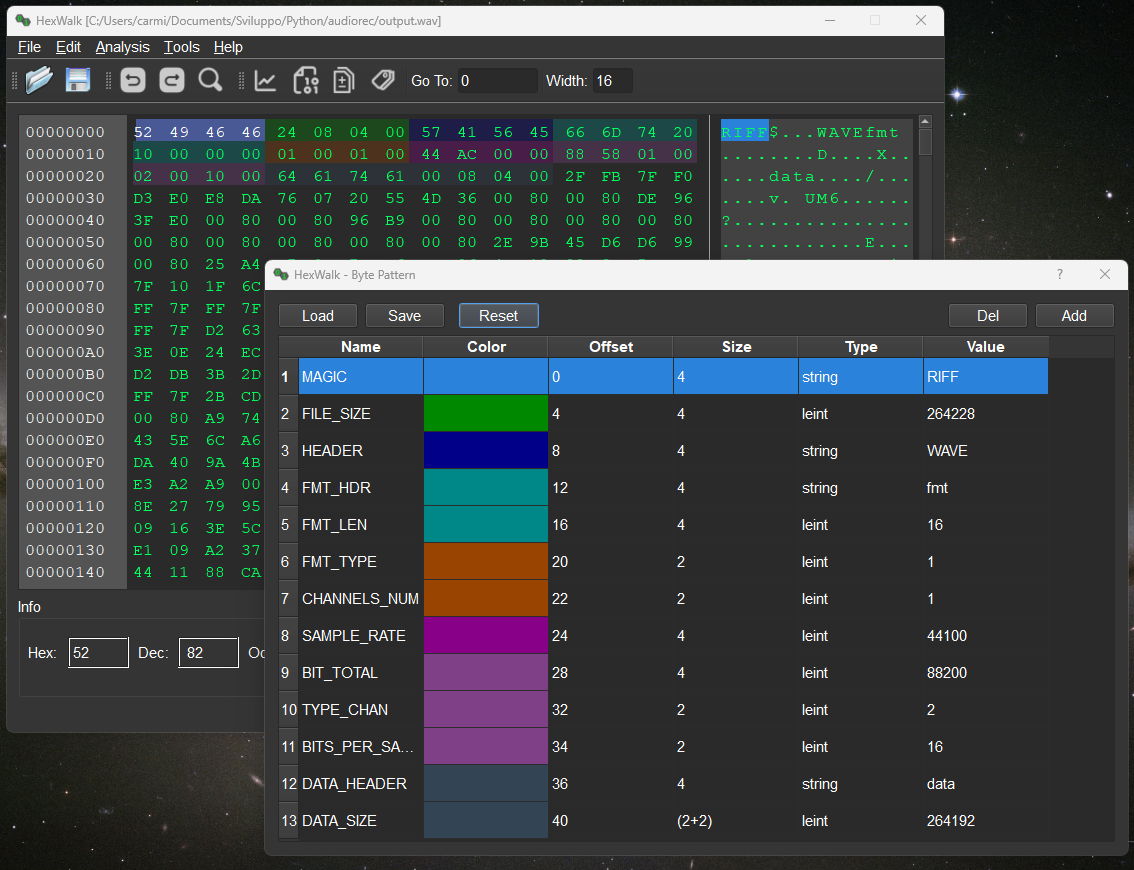 HexWalk [C:/Users/carmi/Documents/Sviluppo/Python/audiorec/output.wav]
File Edit Analysis Tools Help
Go To: 0 Width: 16
00000000 52 49 46 46 24 08 04 00 57 41 56 45 66 6D 74 20 RIFF$...WAVEfmt
00000010 10 00 00 00 01 00 01 00 44 AC 00 00 88 58 01 00 ........D....X..
00000020 02 00 10 00 64 61 74 61 00 08 04 00 2F FB 7F F0 ....data..../...
00000030 D3 E0 E8 DA 76 07 20 55 4D 36 00 80 00 80 DE 96 ....v. UM6......
00000040 3F E0 00 80 00 80 96 B9 00 80 00 80 00 80 00 80 ?...............
00000050 00 80 00 80 00 80 00 80 00 80 2E 9B 45 D6 D6 99 ............E...
00000060 00 80 25 A4
00000070 7F 10 1F 6C
00000080 FF 7F FF 7F
00000090 FF 7F D2 63
000000A0 3E 0E 24 EC
000000B0 D2 DB 3B 2D
000000C0 FF 7F 2B CD
000000D0 00 80 A9 74
000000E0 43 5E 6C A6
000000F0 DA 40 9A 4B
00000100 E3 A2 A9 00
00000110 8E 27 79 95
00000120 09 16 3E 5C
00000130 E1 09 A2 37
00000140 44 11 88 CA
Info
Hex: 52 Dec: 82 Oc
HexWalk - Byte Pattern ?
Load Save Reset Del Add
Name Color Offset Size Type Value
1 MAGIC 0 4 string RIFF
2 FILE_SIZE 4 4 leint 264228
3 HEADER 8 4 string WAVE
4 FMT_HDR 12 4 string fmt
5 FMT_LEN 16 4 leint 16
6 FMT_TYPE 20 2 leint 1
7 CHANNELS_NUM 22 2 leint 1
8 SAMPLE_RATE 24 4 leint 44100
9 BIT_TOTAL 28 4 leint 88200
10 TYPE_CHAN 32 2 leint 2
11 BITS_PER_SA... 34 2 leint 16
12 DATA_HEADER 36 4 string data
13 DATA_SIZE 40 (2+2) leint 264192